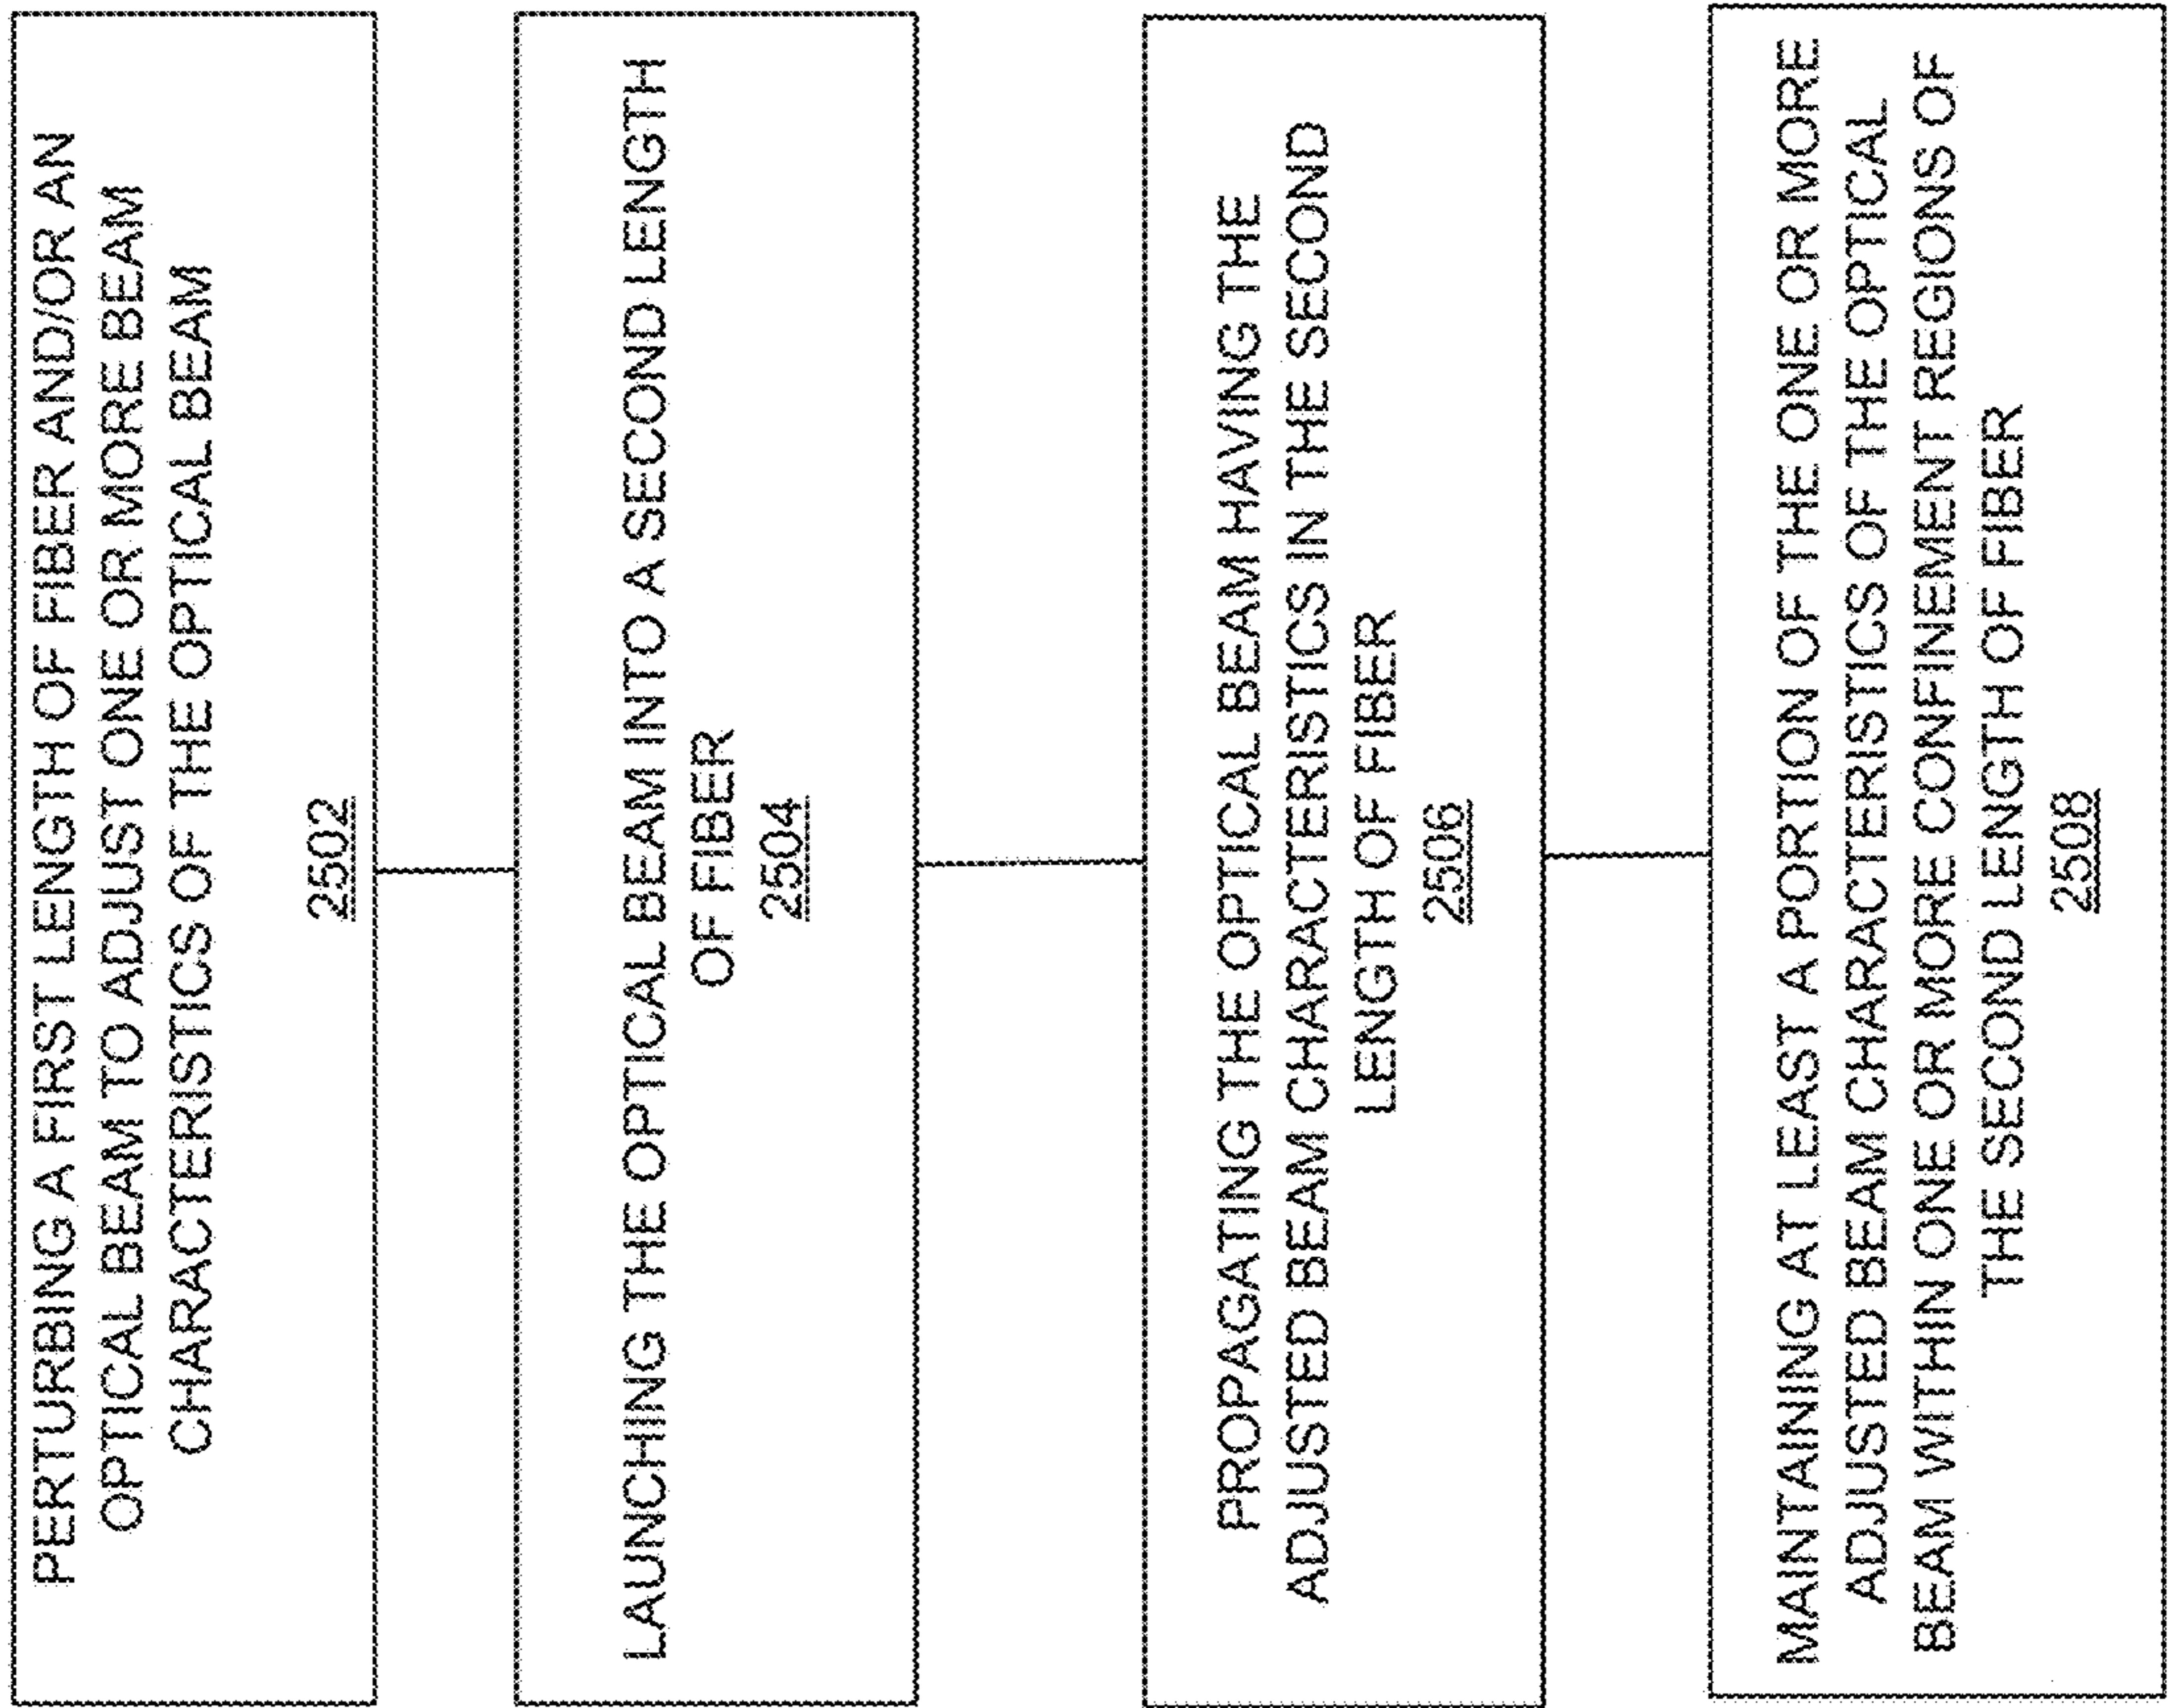 PERTURBING A FIRST LENGTH OF FIBER AND/OR AN
OPTICAL BEAM TO ADJUST ONE OR MORE BEAM
CHARACTERISTICS OF THE OPTICAL BEAM
2502
LAUNCHING THE OPTICAL BEAM INTO A SECOND LENGTH
OF FIBER
2504
PROPAGATING THE OPTICAL BEAM HAVING THE
ADJUSTED BEAM CHARACTERISTICS IN THE SECOND
LENGTH OF FIBER
2506
MAINTAINING AT LEAST A PORTION OF THE ONE OR MORE
ADJUSTED BEAM CHARACTERISTICS OF THE OPTICAL
BEAM WITHIN ONE OR MORE CONFINEMENT REGIONS OF
THE SECOND LENGTH OF FIBER
2508